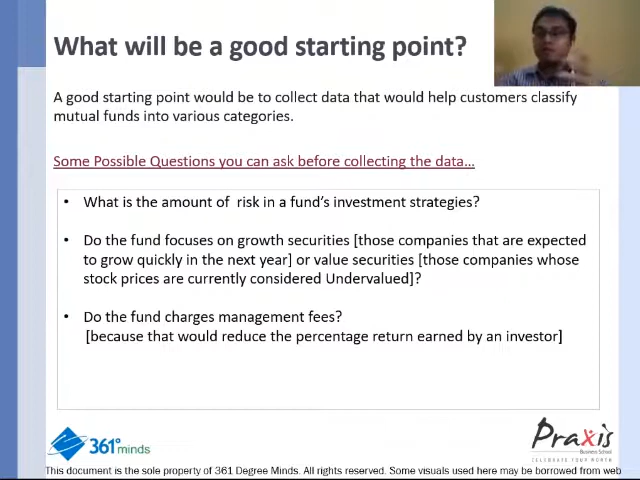 What will be a good starting point?
A good starting point would be to collect data that would help customers classify
mutual funds into various categories.
Some Possible Questions you can ask before collecting the data…
• What is the amount of risk in a fund's investment strategies?
• Do the fund focuses on growth securities [those companies that are expected
to grow quickly in the next year] or value securities [those companies whose
stock prices are currently considered Undervalued]?
• Do the fund charges management fees?
[because that would reduce the percentage return earned by an investor]
361° minds
Praxis
Business School
CELEBRATE YOUR WORTH
This document is the sole property of 361 Degree Minds. All rights reserved. Some visuals used here may be borrowed from web